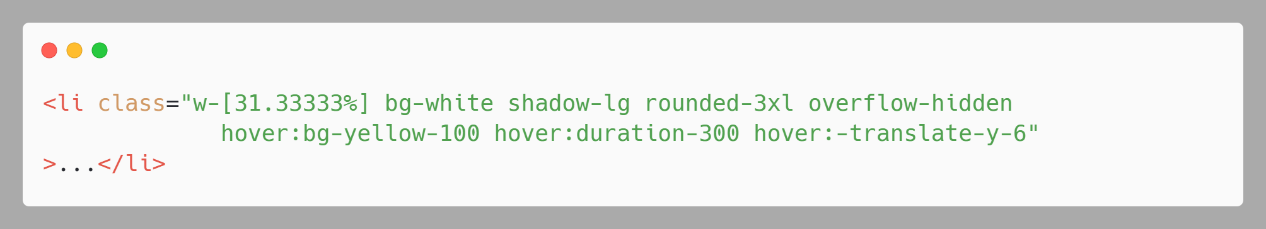 <li class="w-[31.33333%] bg-white shadow-lg rounded-3xl overflow-hidden
hover:bg-yellow-100 hover:duration-300 hover:-translate-y-6"
>...</li>